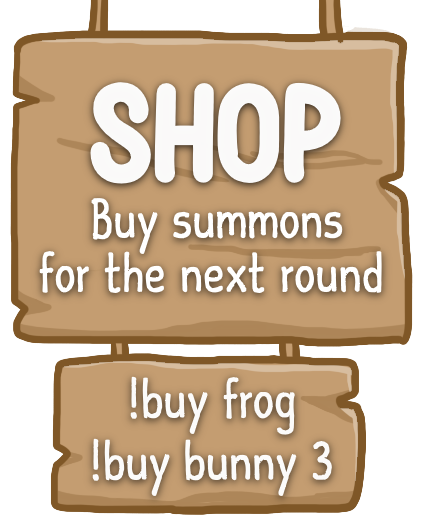 SHOP
Buy summons
for the next round
!buy frog
!buy bunny 3